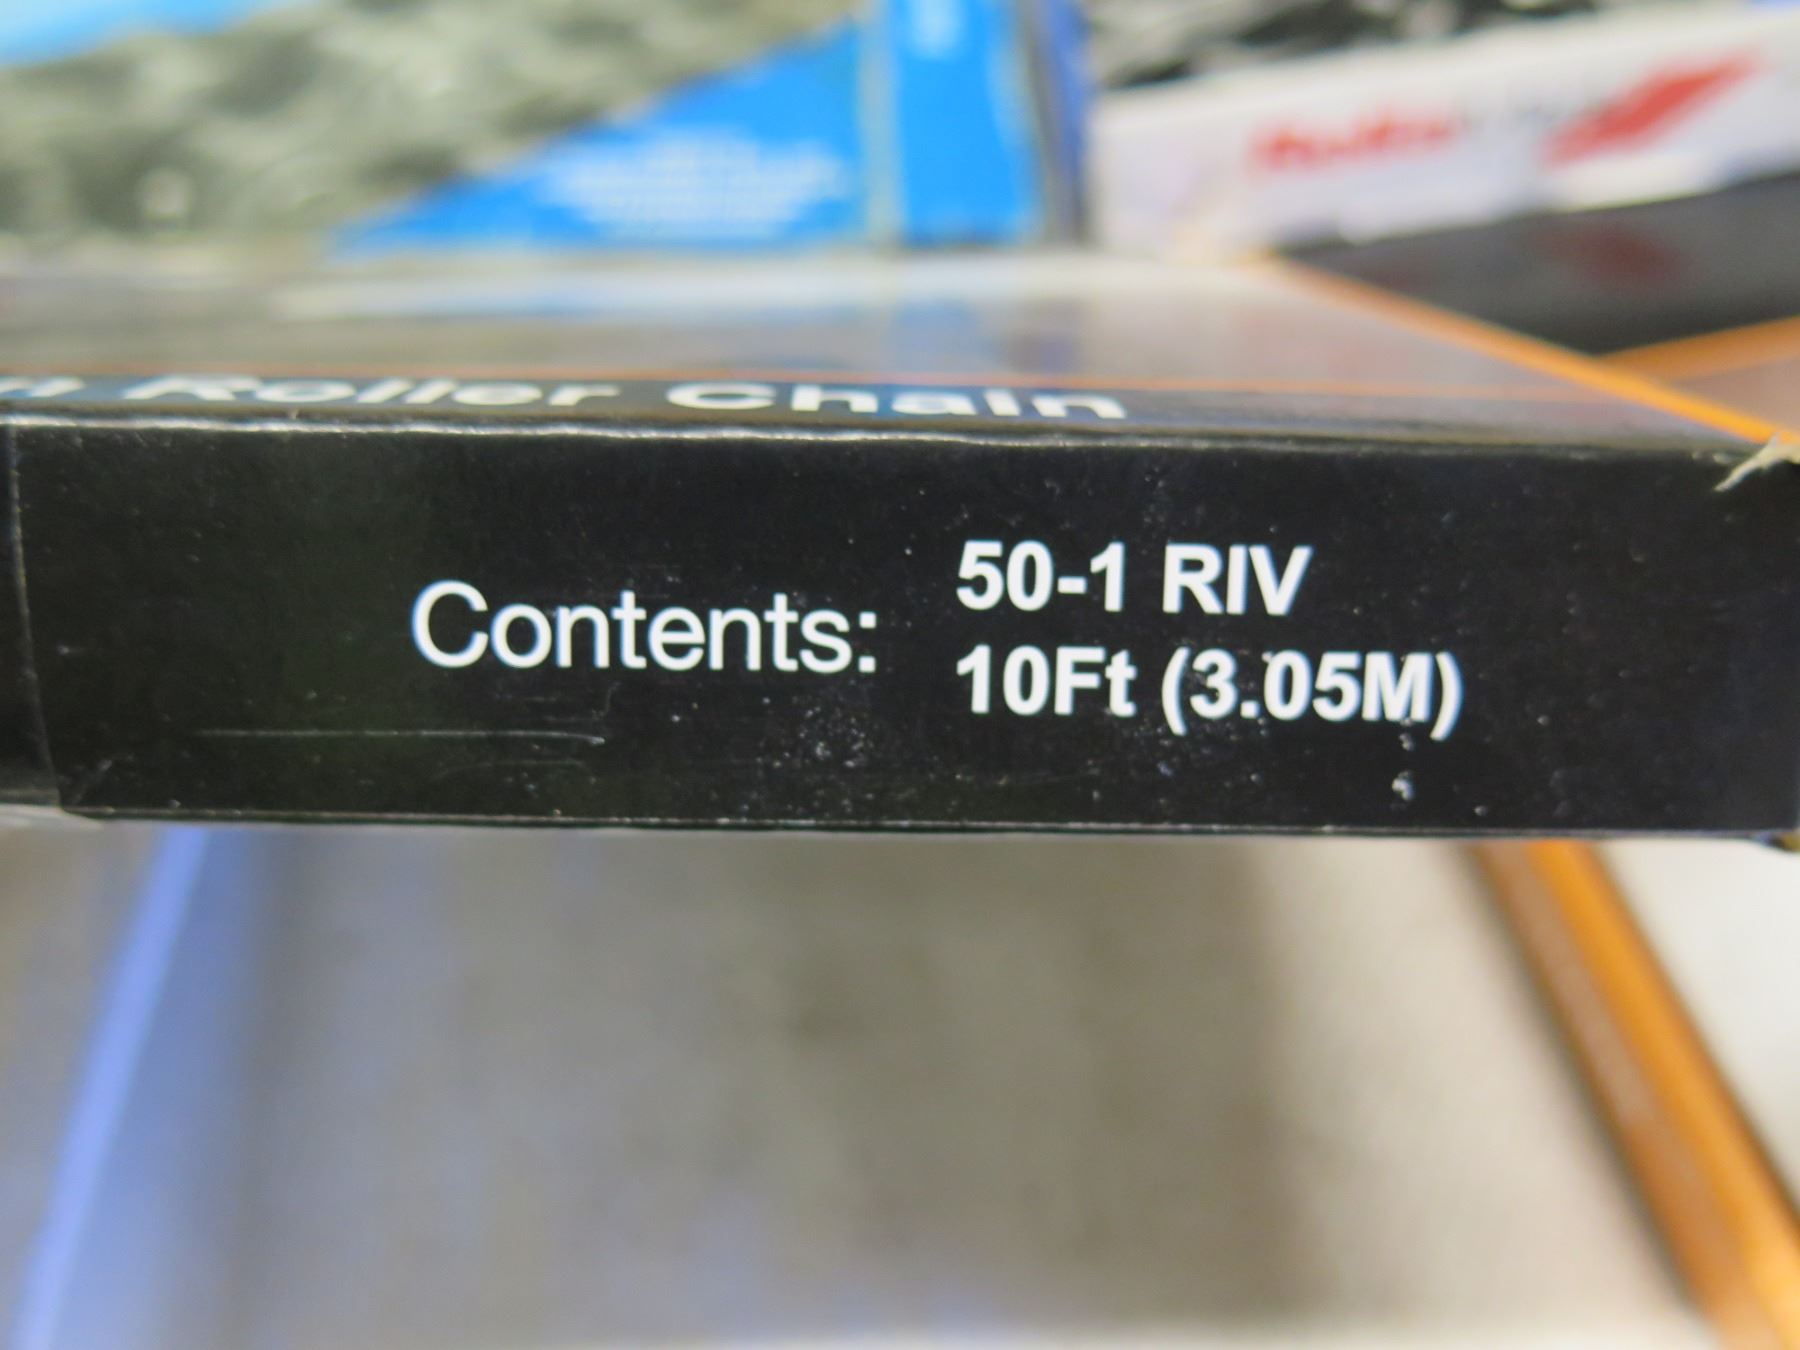 Roller Chain
Contents:
50-1 RIV
10Ft (3.05M)